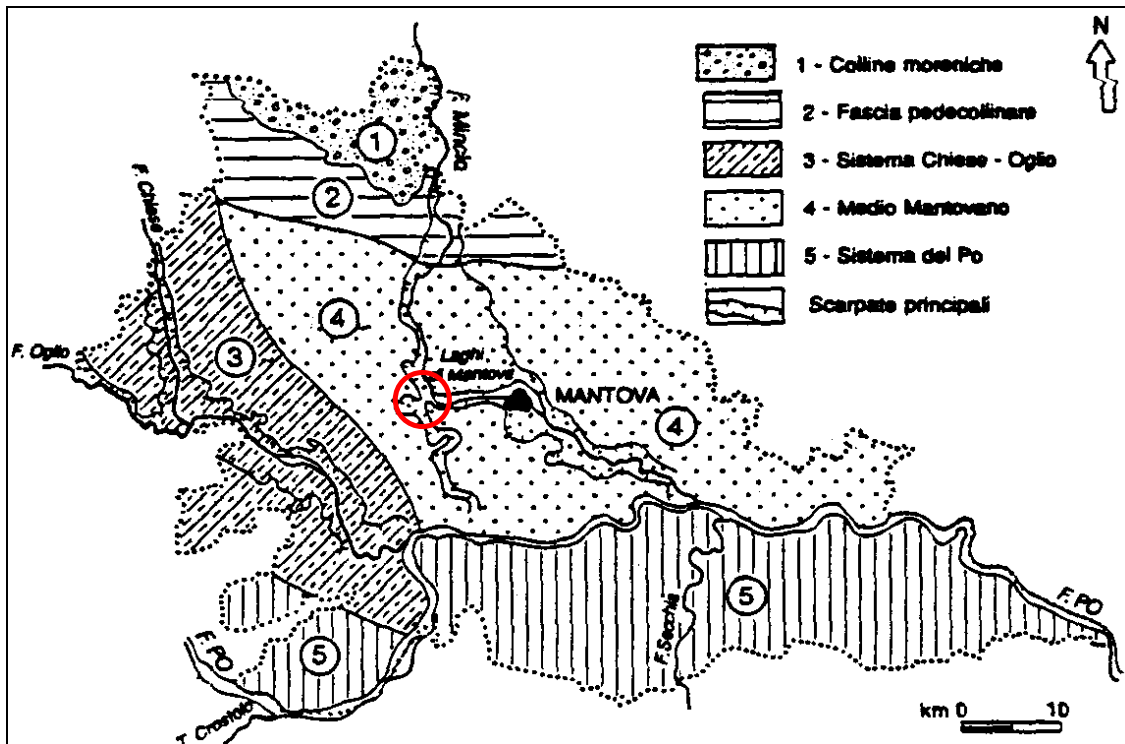 N
1 - Colline moreniche
2 - Fascia pedecollinare
3 - Sistema Chiese - Oglio
4 - Medio Mantovano
5 - Sistema del Po
Scarpate principali
F. Mincio
1
2
F. Chiese
4
3
F. Oglio
Laghi
Mantova
MANTOVA
4
5
F. Secchia
F. PO
F. PO
5
T. Crostolo
km 0 10